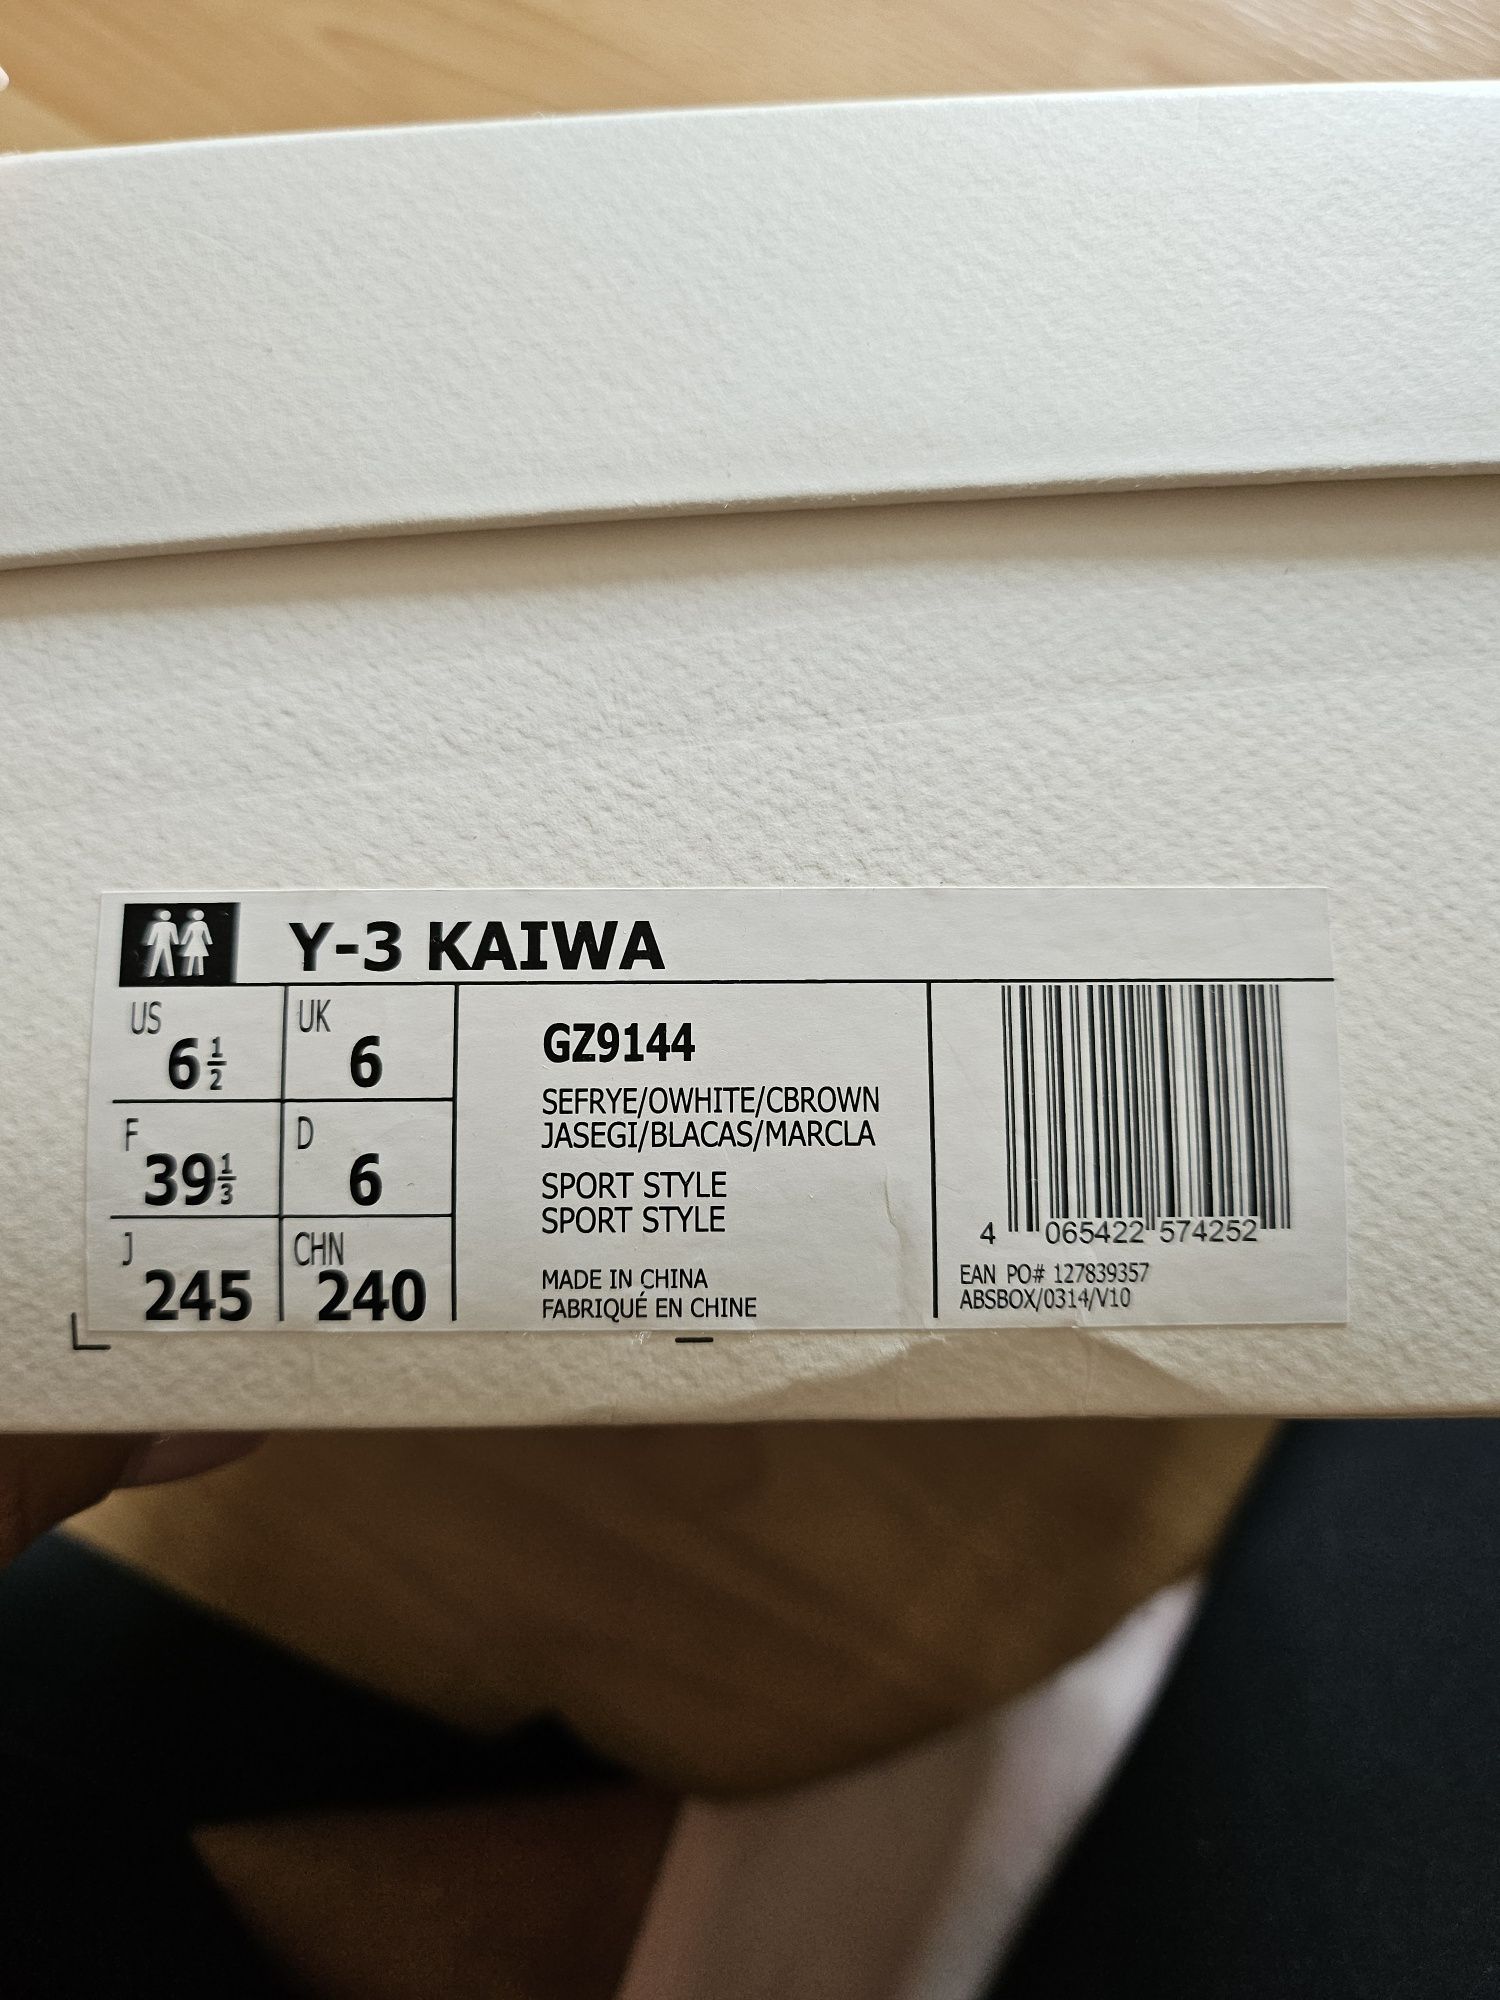 Y-3 KAIWA
US
6 1/2
UK
6
F
39 1/3
D
6
J
245
CHN
240
GZ9144
SEFRYE/OWHITE/CBROWN
JASEGI/BLACAS/MARCLA
SPORT STYLE
SPORT STYLE
MADE IN CHINA
FABRIQUÉ EN CHINE
4 065422 574252
EAN PO# 127839357
ABSBOX/0314/V10